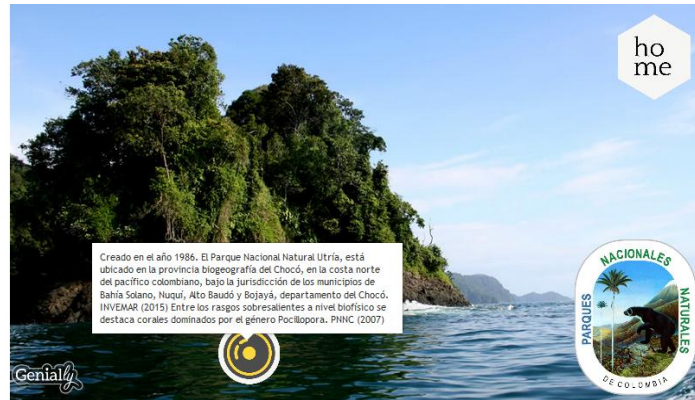 ho
me
Creado en el año 1986. El Parque Nacional Natural Utría, está
ubicado en la provincia biogeografía del Chocó, en la costa norte
del pacífico colombiano, bajo la jurisdicción de los municipios de
Bahía Solano, Nuquí, Alto Baudó y Bojayá, departamento del Chocó.
INVEMAR (2015) Entre los rasgos sobresalientes a nivel biofísico se
destaca corales dominados por el género Pocillopora. PNNC (2007)
PARQUES
NACIONALES
NATURALES
DE COLOMBIA
Genially